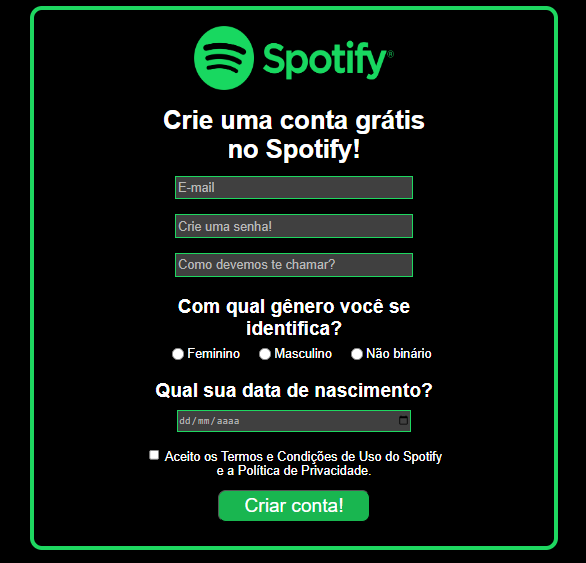 Spotify®
Crie uma conta grátis
no Spotify!
E-mail
Crie uma senha!
Como devemos te chamar?
Com qual gênero você se
identifica?
Feminino Masculino Não binário
Qual sua data de nascimento?
dd/mm/aaaa
Aceito os Termos e Condições de Uso do Spotify
e a Política de Privacidade.
Criar conta!